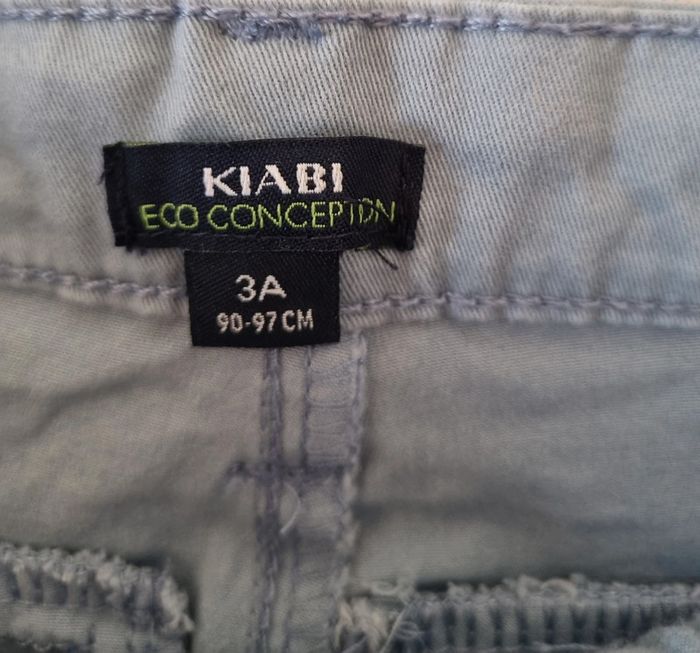 KIABI
ECO CONCEPTION
3A
90-97 CM